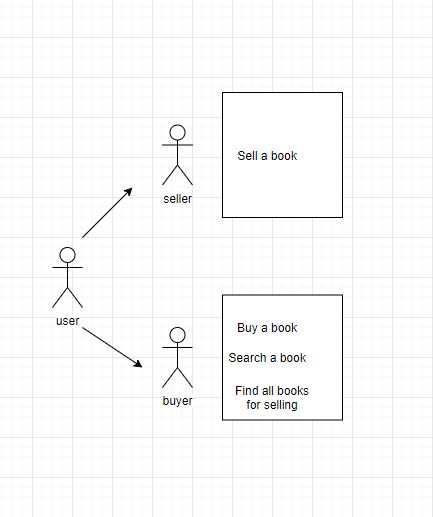 Sell a book
seller
user
Buy a book
Search a book
Find all books
for selling
buyer